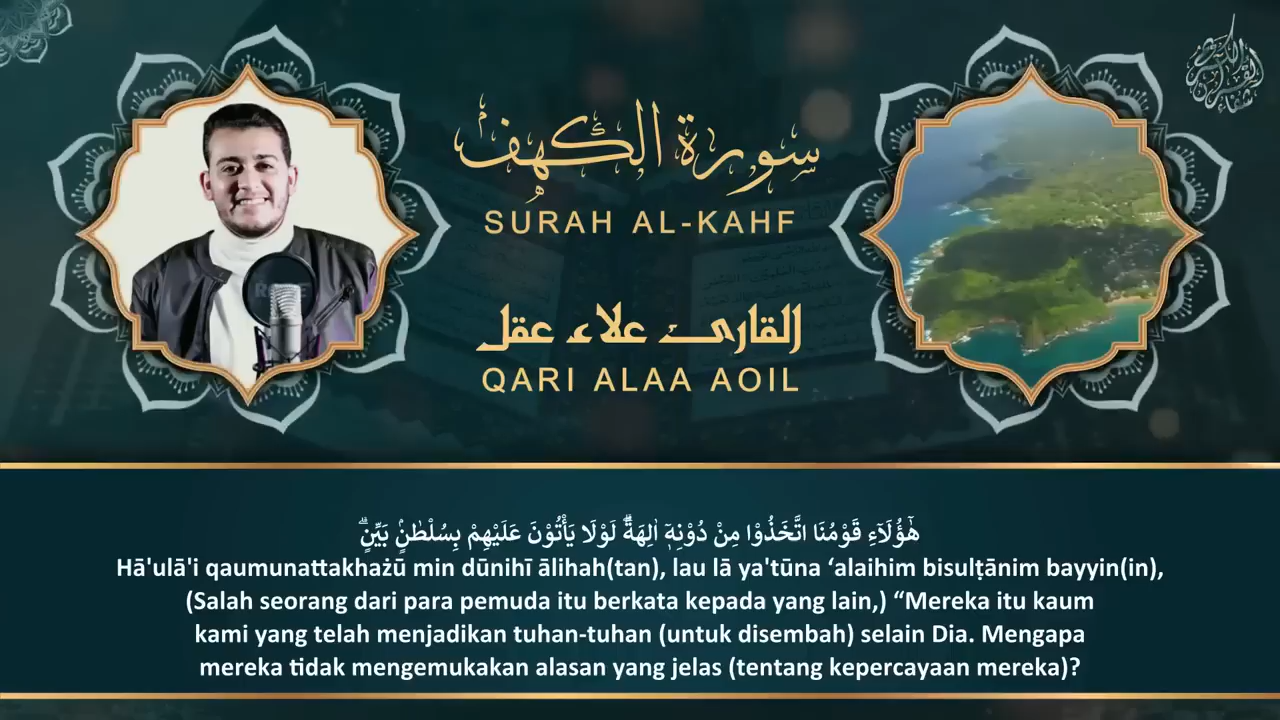 سورة الكهف
SURAH AL-KAHF
القارئ علاء عقل
QARI ALAA AOIL
هٰٓؤُلَاۤءِ قَوْمُنَا اتَّخَذُوْا مِنْ دُوْنِهٖٓ اٰلِهَةًۗ لَوْلَا يَأْتُوْنَ عَلَيْهِمْ بِسُلْطٰنٍۢ بَيِّنٍۗ
Hā'ulā'i qaumunattakhażū min dūnihī ālihah(tan), lau lā ya'tūna ‘alaihim bisulṭānim bayyin(in),
(Salah seorang dari para pemuda itu berkata kepada yang lain,) “Mereka itu kaum
kami yang telah menjadikan tuhan-tuhan (untuk disembah) selain Dia. Mengapa
mereka tidak mengemukakan alasan yang jelas (tentang kepercayaan mereka)?